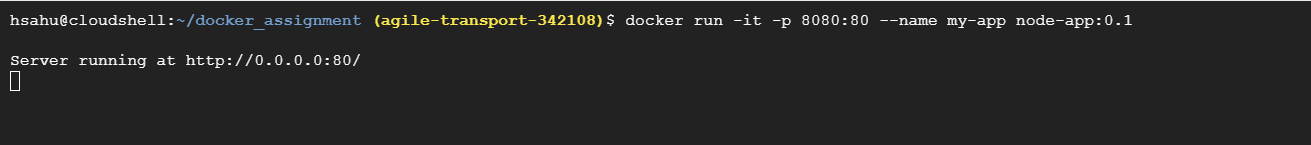 hsahu@cloudshell:~/docker_assignment (agile-transport-342108)$ docker run -it -p 8080:80 --name my-app node-app:0.1
Server running at http://0.0.0.0:80/